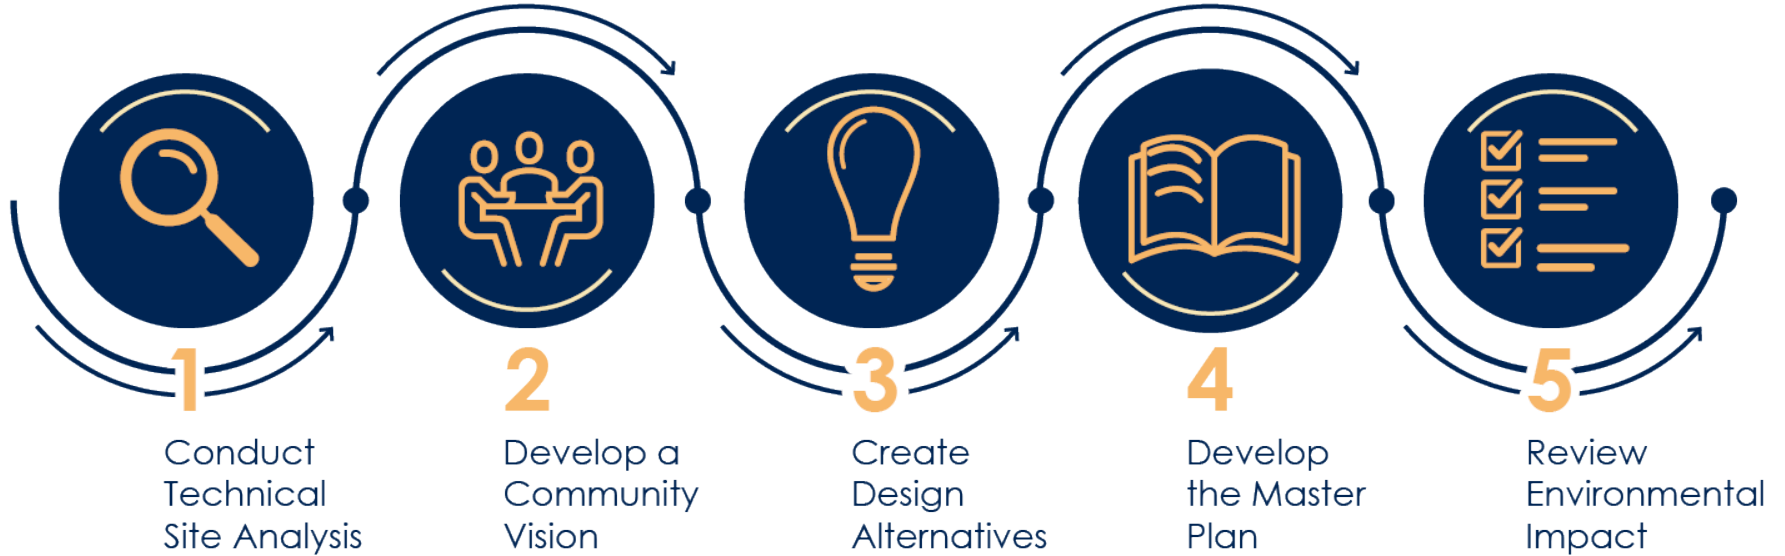 1
Conduct
Technical
Site Analysis
2
Develop a
Community
Vision
3
Create
Design
Alternatives
4
Develop
the Master
Plan
5
Review
Environmental
Impact